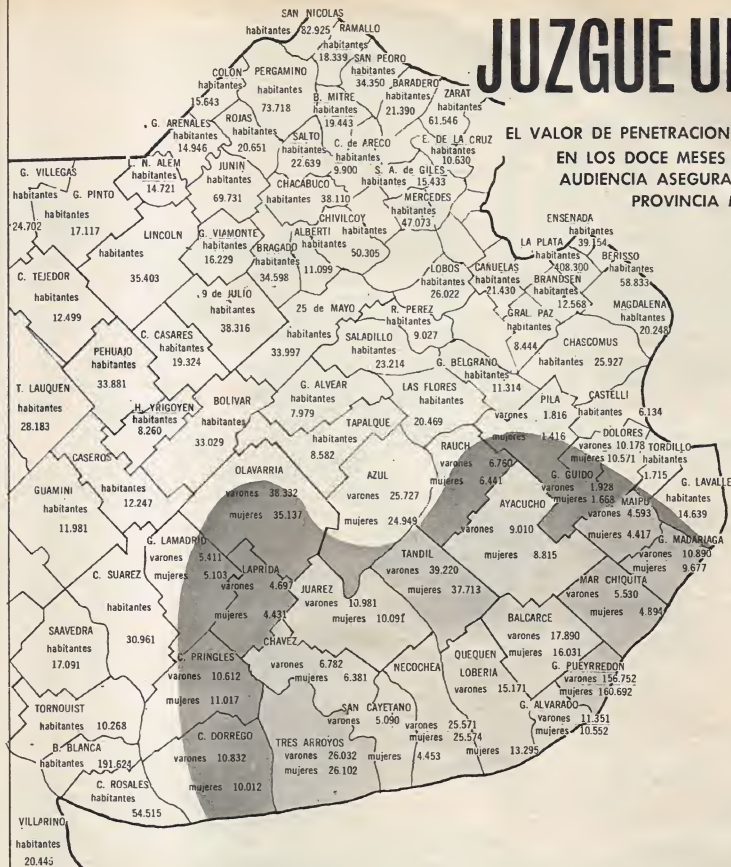 JUZGUE U
EL VALOR DE PENETRACION
EN LOS DOCE MESES
AUDIENCIA ASEGURA
PROVINCIA
SAN NICOLAS
habitantes 82.925
RAMALLO
habitantes
18.339
SAN PEDRO
habitantes
34.350
COLON
habitantes
15.643
PERGAMINO
habitantes
73.718
B. MITRE
habitantes
19.443
BARADERO
habitantes
21.390
ZARAT
habitantes
61.546
G. ARENALES
habitantes
14.946
ROJAS
habitantes
20.651
SALTO
habitantes
22.639
C. de ARECO
habitantes
9.900
E. DE LA CRUZ
habitantes
10.630
S. A. de GILES
habitantes 15.433
G. VILLEGAS
habitantes
24.702
G. PINTO
habitantes
17.117
N. ALEM
habitantes
14.721
JUNIN
habitantes
69.731
CHACABUCO
habitantes 38.110
MERCEDES
habitantes
47.073
CHIVILCOY
habitantes
50.305
LINCOLN
habitantes
35.403
G. VIAMONTE
habitantes
16.229
BRAGADO
habitantes
34.598
ALBERTI
habitantes
11.099
ENSENADA
habitantes
39.154
LA PLATA
habitantes
408.300
BERISSO
habitantes
58.833
C. TEJEDOR
habitantes
12.499
9 de JULIO
habitantes
38.316
25 de MAYO
habitantes
33.997
LOBOS
habitantes
26.022
CAÑUELAS
habitantes
21.430
BRANDSEN
habitantes
12.568
MAGDALENA
habitantes
20.248
GRAL. PAZ
habitantes
8.444
R. PEREZ
habitantes
9.027
CHASCOMUS
habitantes
25.927
PEHUAJO
habitantes
33.881
C. CASARES
habitantes
19.324
SALADILLO
habitantes
23.214
G. BELGRANO
habitantes
11.314
T. LAUQUEN
habitantes
28.183
H. YRIGOYEN
habitantes
8.260
BOLIVAR
habitantes
33.029
G. ALVEAR
habitantes
7.979
LAS FLORES
habitantes
20.469
PILA
varones 1.816
mujeres 1.416
CASTELLI
habitantes 6.134
TAPALQUE
habitantes
8.582
DOLORES
varones 10.178
mujeres 10.571
TORDILLO
habitantes
1.715
CASEROS
habitantes
12.247
OLAVARRIA
varones 38.332
mujeres 35.137
AZUL
varones 25.727
mujeres 24.949
RAUCH
varones 6.760
mujeres 6.441
G. GUIDO
varones 1.928
mujeres 1.668
G. LAVALLE
habitantes
14.639
GUAMINI
habitantes
11.981
AYACUCHO
varones 9.010
mujeres 8.815
MAIPU
varones 4.593
mujeres 4.417
G. LAMADRID
varones 5.411
mujeres 5.103
LAPRIDA
varones 4.697
mujeres 4.431
JUAREZ
varones 10.981
mujeres 10.091
TANDIL
varones 39.220
mujeres 37.713
G. MADARIAGA
varones 10.890
mujeres 9.677
C. SUAREZ
habitantes
30.961
MAR CHIQUITA
varones 5.530
mujeres 4.894
SAAVEDRA
habitantes
17.091
CHAVEZ
varones 6.782
mujeres 6.381
BALCARCE
varones 17.890
mujeres 16.031
C. PRINGLES
varones 10.612
mujeres 11.017
NECOCHEA
varones 25.571
mujeres 25.574
QUEQUEN
LOBERIA
varones 15.171
mujeres 13.295
G. PUEYRREDON
varones 156.752
mujeres 160.692
TORNQUIST
habitantes 10.268
SAN CAYETANO
varones 5.090
mujeres 4.453
G. ALVARADO
varones 11.351
mujeres 10.552
B. BLANCA
habitantes 191.624
C. DORREGO
varones 10.832
mujeres 10.012
TRES ARROYOS
varones 26.032
mujeres 26.102
C. ROSALES
habitantes
54.515
VILLARINO
habitantes
20.445